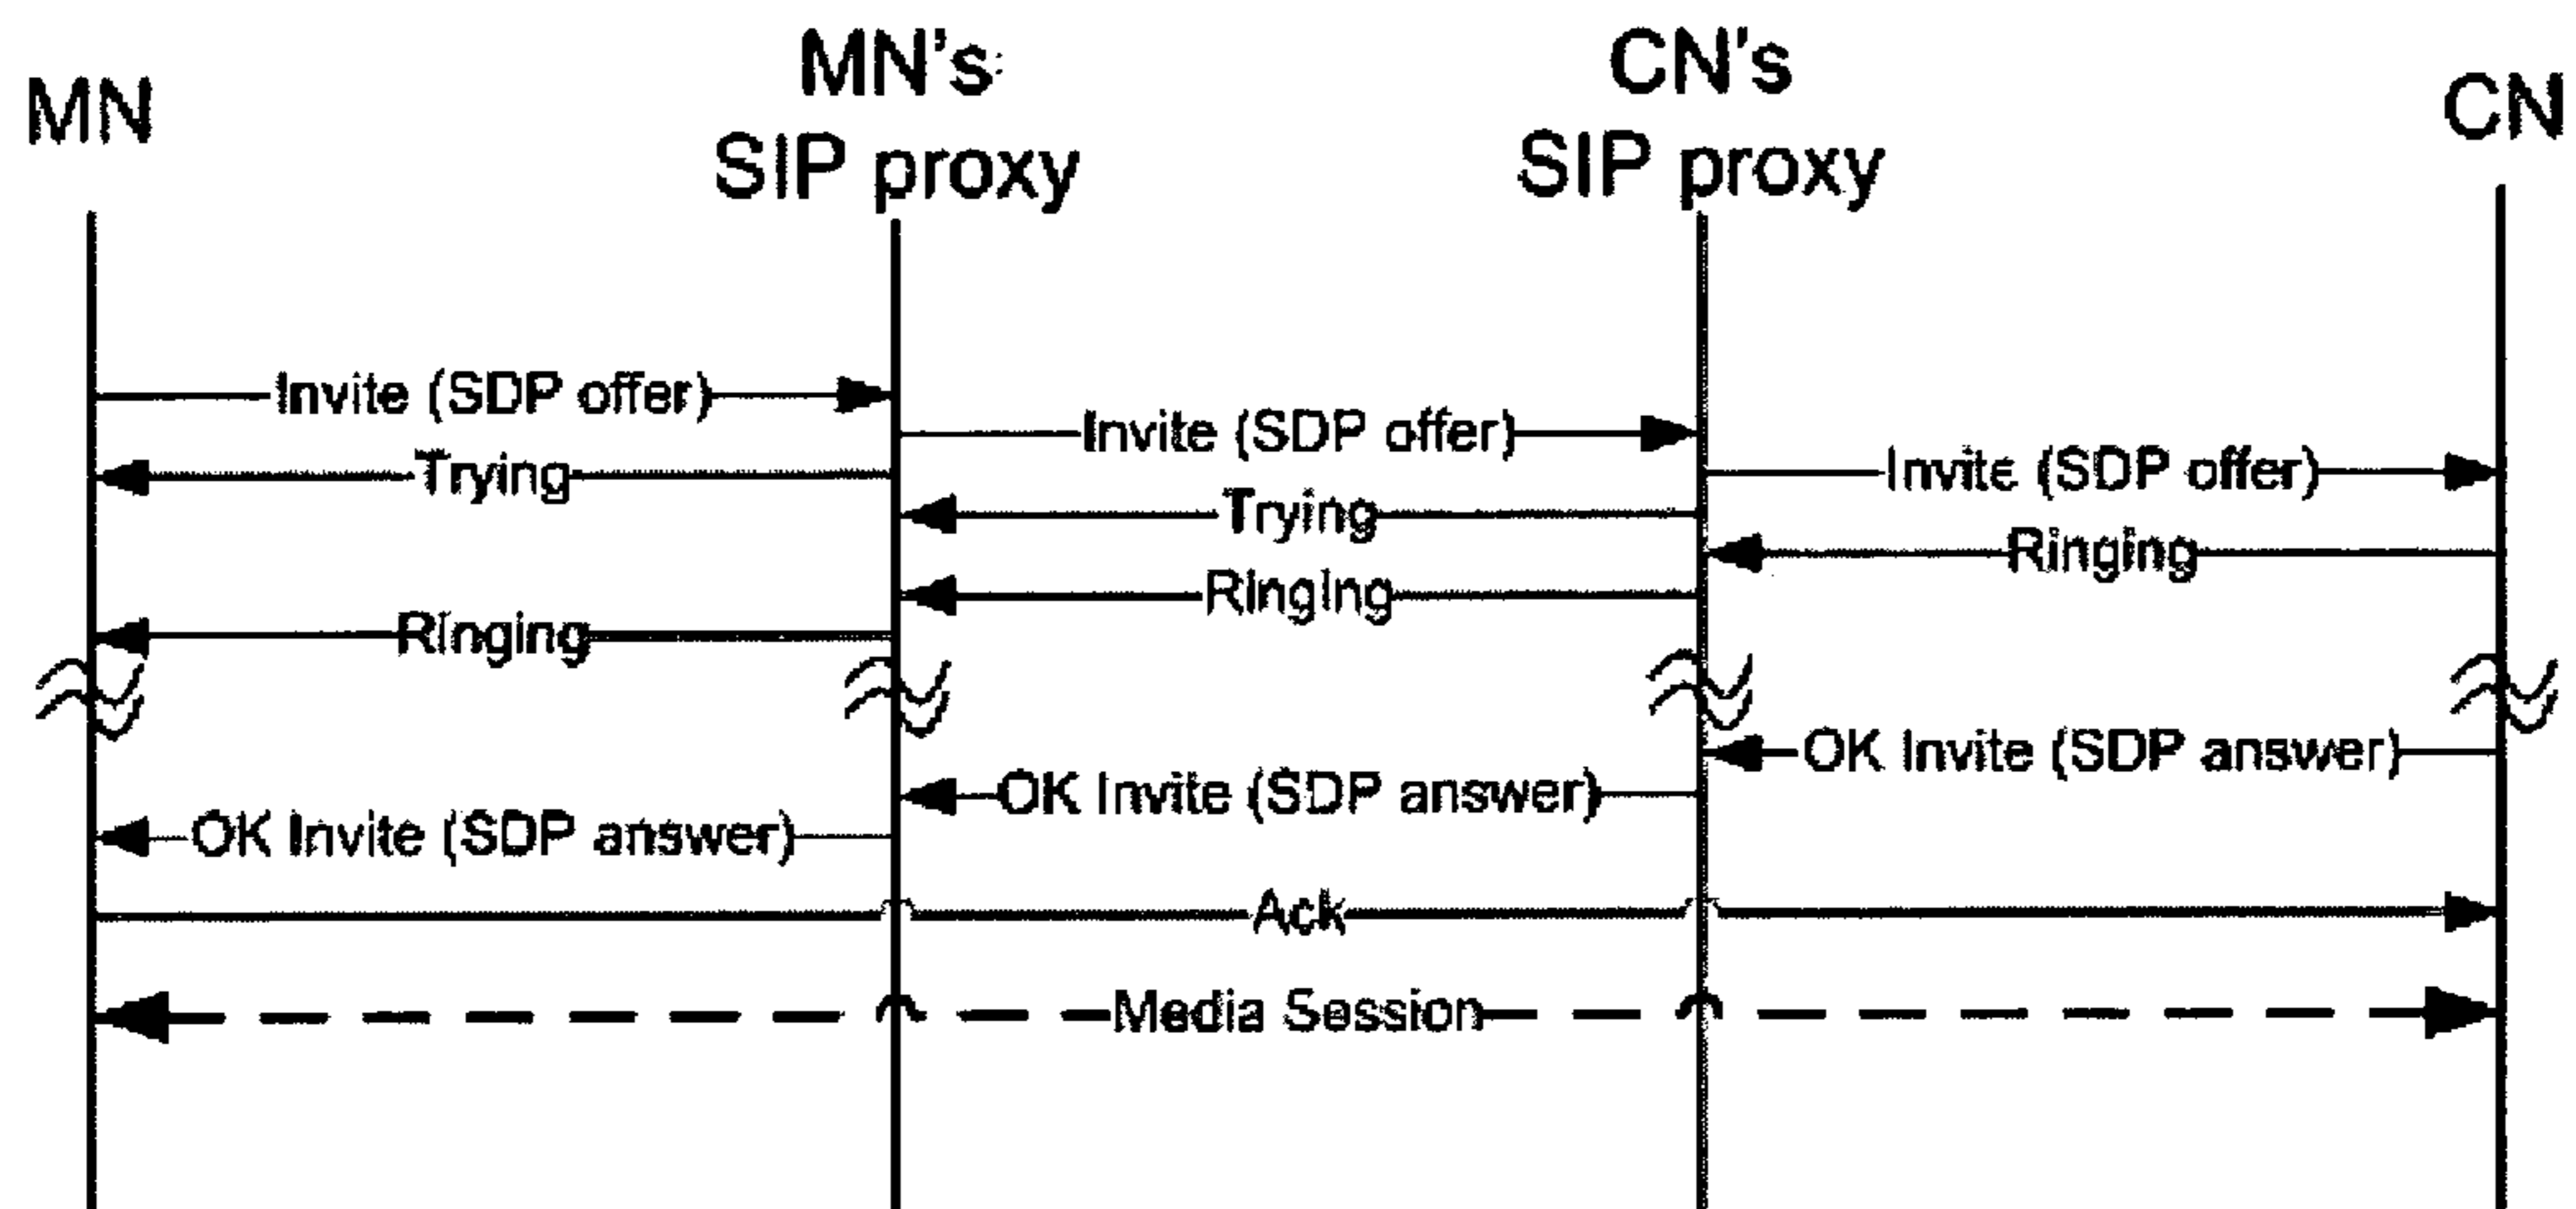 MN
MN's
SIP proxy
CN's
SIP proxy
CN
Invite (SDP offer)
Invite (SDP offer)
Trying
Invite (SDP offer)
Trying
Ringing
Ringing
Ringing
OK Invite (SDP answer)
OK Invite (SDP answer)
OK Invite (SDP answer)
Ack
Media Session